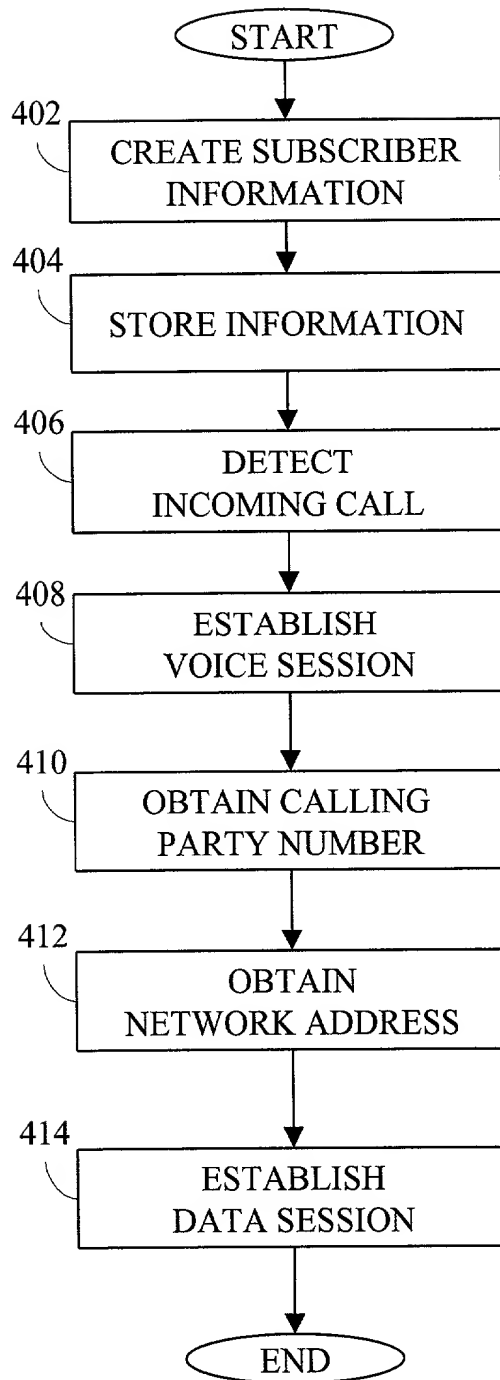 START
402
CREATE SUBSCRIBER
INFORMATION
404
STORE INFORMATION
406
DETECT
INCOMING CALL
408
ESTABLISH
VOICE SESSION
410
OBTAIN CALLING
PARTY NUMBER
412
OBTAIN
NETWORK ADDRESS
414
ESTABLISH
DATA SESSION
END